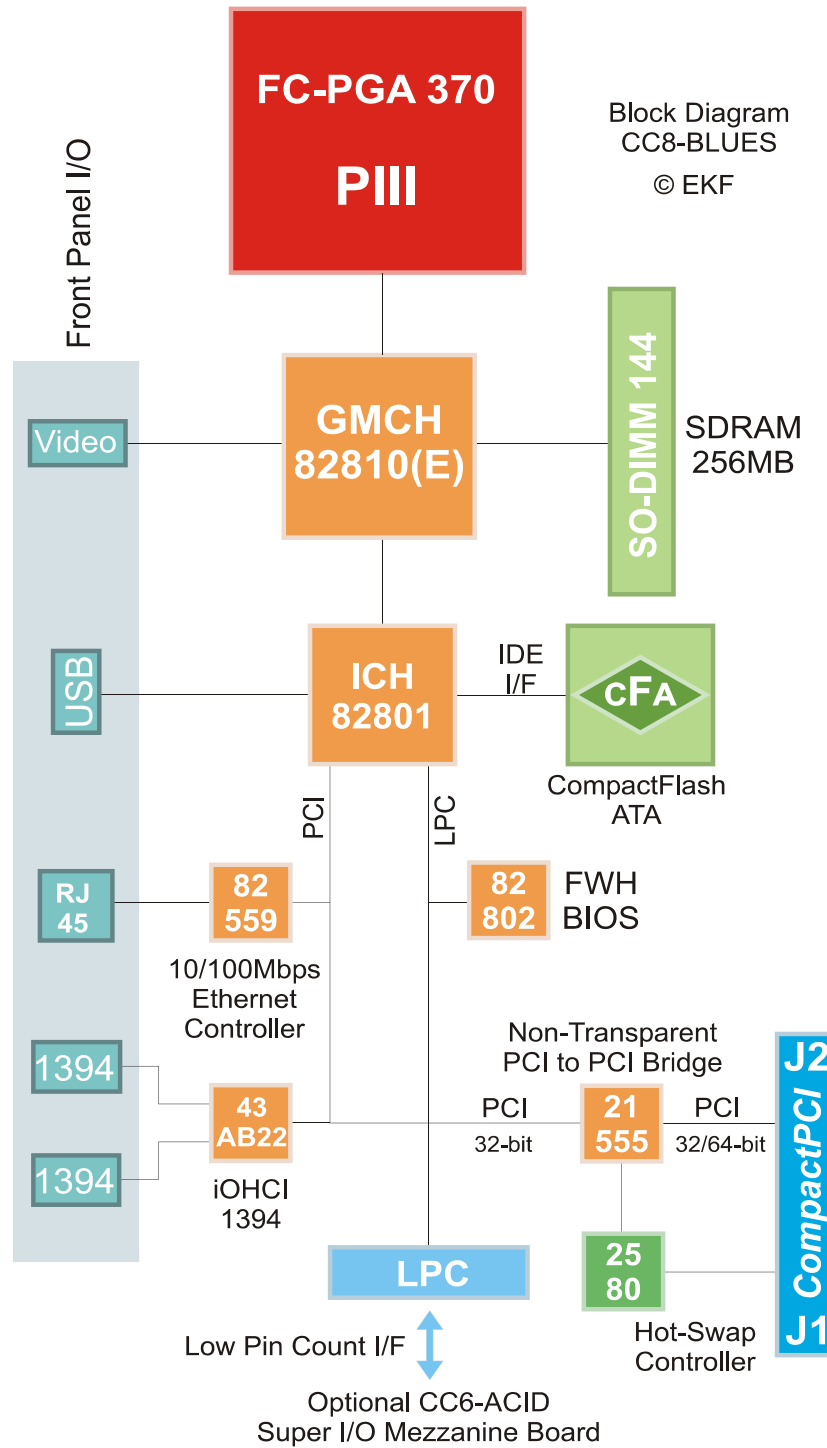 FC-PGA 370
PIII
Block Diagram
CC8-BLUES
© EKF
Front Panel I/O
Video
GMCH
82810(E)
SO-DIMM 144
SDRAM
256MB
USB
ICH
82801
IDE
I/F
CFA
CompactFlash
ATA
PCI
LPC
RJ
45
82
559
10/100Mbps
Ethernet
Controller
82
802
FWH
BIOS
1394
1394
43
AB22
iOHCI
1394
Non-Transparent
PCI to PCI Bridge
PCI
32-bit
21
555
PCI
32/64-bit
J2
CompactPCI
J1
25
80
Hot-Swap
Controller
LPC
Low Pin Count I/F
Optional CC6-ACID
Super I/O Mezzanine Board